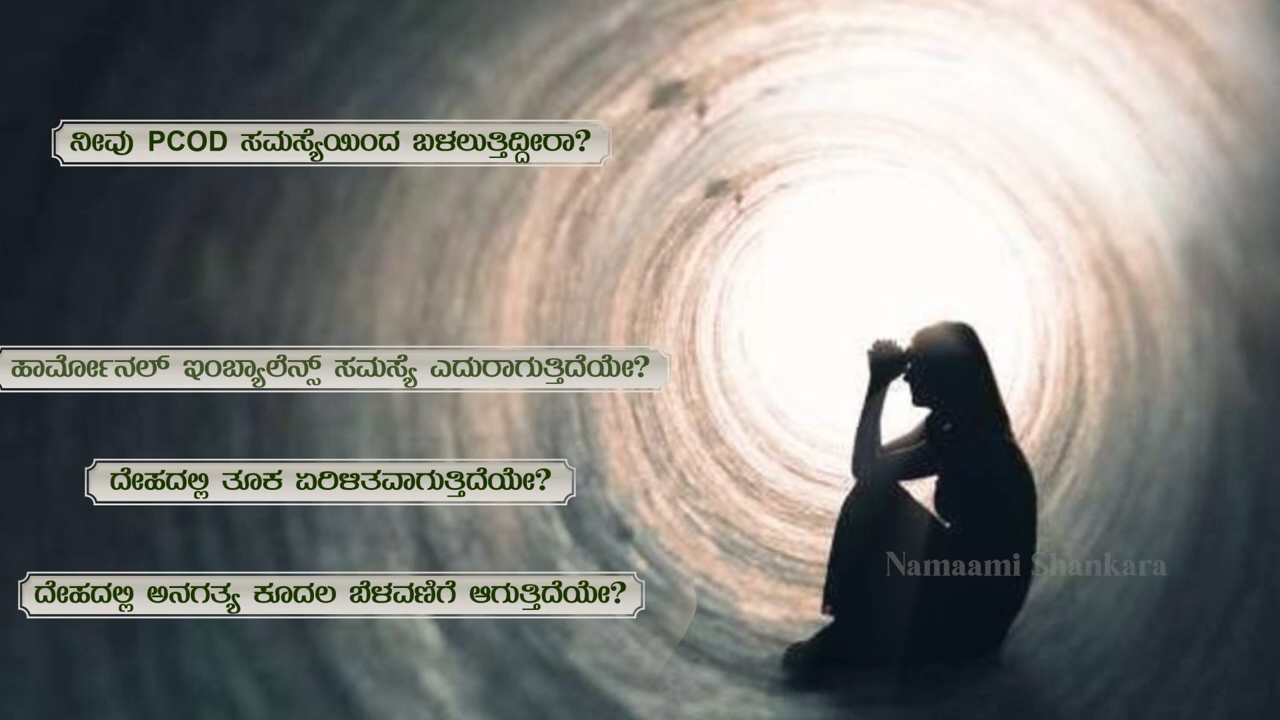 ನೀವು PCOD ಸಮಸ್ಯೆಯಿಂದ ಬಳಲುತ್ತಿದ್ದೀರಾ?
ಹಾರ್ಮೋನಲ್ ಇಂಬ್ಯಾಲೆನ್ಸ್ ಸಮಸ್ಯೆ ಎದುರಾಗುತ್ತಿದೆಯೇ?
ದೇಹದಲ್ಲಿ ತೂಕ ಏರಿಳಿತವಾಗುತ್ತಿದೆಯೇ?
ದೇಹದಲ್ಲಿ ಅನಗತ್ಯ ಕೂದಲ ಬೆಳವಣಿಗೆ ಆಗುತ್ತಿದೆಯೇ?
Namaami Shankara